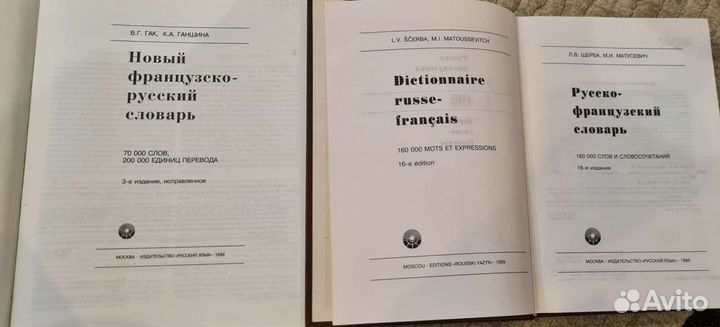 В.Г. ГАК, К.А. ГАНШИНА
Новый
французско-
русский
словарь
70 000 СЛОВ,
200 000 ЕДИНИЦ ПЕРЕВОДА
3-е издание, исправленное
МОСКВА · ИЗДАТЕЛЬСТВО «РУССКИЙ ЯЗЫК» · 1998
L.V. ŠČERBA, M.I. MATOUSSEVITCH
Dictionnaire
russe-
français
160 000 MOTS ET EXPRESSIONS
16-e édition
MOSCOU · EDITIONS «ROUSSKI YAZYK» · 1999
Л.В. ЩЕРБА, М.И. МАТУСЕВИЧ
Русско-
французский
словарь
160 000 СЛОВ И СЛОВОСОЧЕТАНИЙ
16-е издание
МОСКВА · ИЗДАТЕЛЬСТВО «РУССКИЙ ЯЗЫК» · 1999
Avito